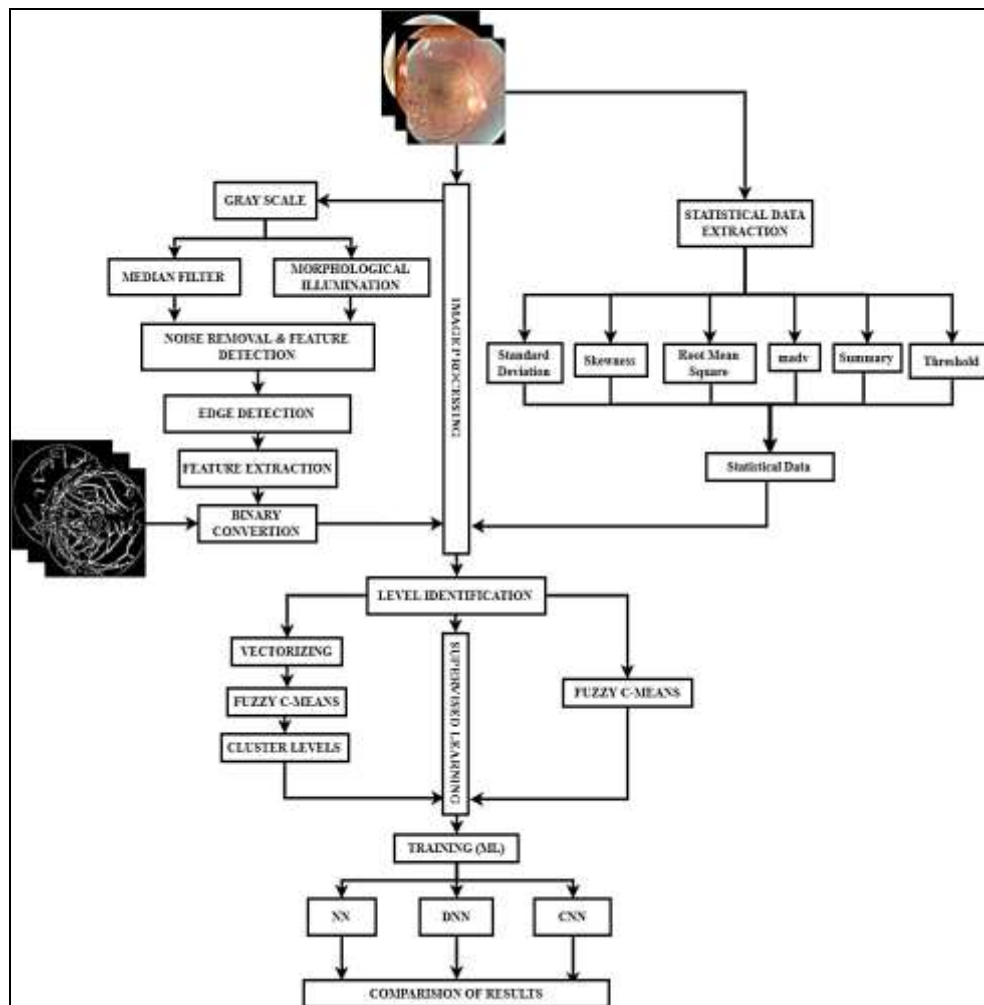 GRAY SCALE
MEDIAN FILTER
MORPHOLOGICAL
ILLUMINATION
NOISE REMOVAL & FEATURE
DETECTION
EDGE DETECTION
FEATURE EXTRACTION
BINARY
CONVERTION
IMAGE PROCESSING
STATISTICAL DATA
EXTRACTION
Standard
Deviation
Skewness
Root Mean
Square
madv
Summary
Threshold
Statistical Data
LEVEL IDENTIFICATION
VECTORIZING
FUZZY C-MEANS
CLUSTER LEVELS
SUPERVISED LEARNING
FUZZY C-MEANS
TRAINING (ML)
NN
DNN
CNN
COMPARISION OF RESULTS